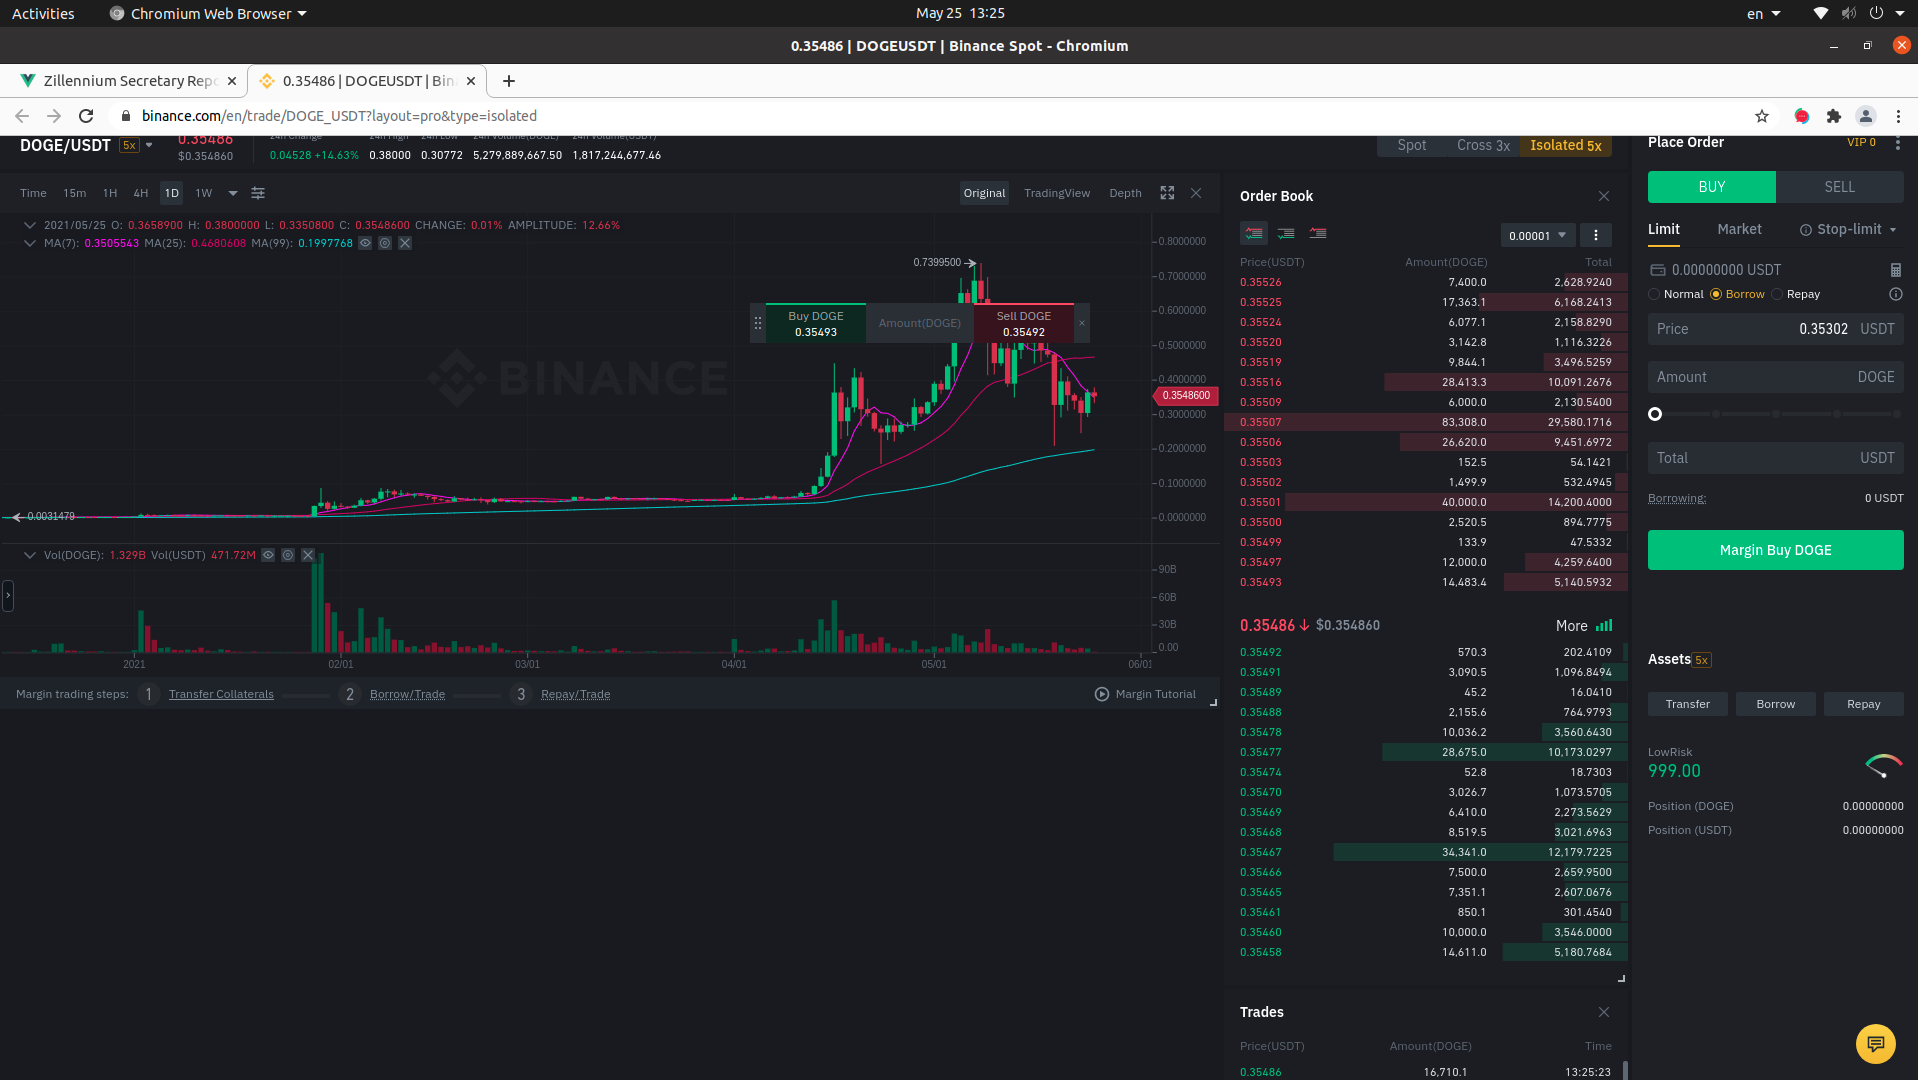 Activities
Chromium Web Browser
May 25 13:25
en
0.35486 | DOGEUSDT | Binance Spot - Chromium
Zillennium Secretary Rep
0.35486 | DOGEUSDT | Bin
binance.com/en/trade/DOGE_USDT?layout=pro&type=isolated
DOGE/USDT 5x
0.35486
$0.354860
24h Change 24h High 24h Low 24h Volume(DOGE) 24h Volume(USDT)
0.04528 +14.63% 0.38000 0.30772 5,279,889,667.50 1,817,244,677.46
Spot Cross 3x Isolated 5x
Time 15m 1H 4H 1D 1W
Original TradingView Depth
2021/05/25 O: 0.3658900 H: 0.3800000 L: 0.3350800 C: 0.3548600 CHANGE: 0.01% AMPLITUDE: 12.66%
MA(7): 0.3505543 MA(25): 0.4680608 MA(99): 0.1997768
0.7399500
Buy DOGE
0.35493
Amount(DOGE)
Sell DOGE
0.35492
BINANCE
0.0031479
0.8000000
0.7000000
0.6000000
0.5000000
0.4000000
0.3548600
0.3000000
0.2000000
0.1000000
0.0000000
Vol(DOGE): 1.329B Vol(USDT) 471.72M
90B
60B
30B
0.00
2021 02/01 03/01 04/01 05/01 06/01
Margin trading steps: 1 Transfer Collaterals 2 Borrow/Trade 3 Repay/Trade
Margin Tutorial
Order Book
0.00001
Price(USDT) Amount(DOGE) Total
0.35526 7,400.0 2,628.9240
0.35525 17,363.1 6,168.2413
0.35524 6,077.1 2,158.8290
0.35520 3,142.8 1,116.3226
0.35519 9,844.1 3,496.5259
0.35516 28,413.3 10,091.2676
0.35509 6,000.0 2,130.5400
0.35507 83,308.0 29,580.1716
0.35506 26,620.0 9,451.6972
0.35503 152.5 54.1421
0.35502 1,499.9 532.4945
0.35501 40,000.0 14,200.4000
0.35500 2,520.5 894.7775
0.35499 133.9 47.5332
0.35497 12,000.0 4,259.6400
0.35493 14,483.4 5,140.5932
0.35486 $0.354860 More
0.35492 570.3 202.4109
0.35491 3,090.5 1,096.8494
0.35489 45.2 16.0410
0.35488 2,155.6 764.9793
0.35478 10,036.2 3,560.6430
0.35477 28,675.0 10,173.0297
0.35474 52.8 18.7303
0.35470 3,026.7 1,073.5705
0.35469 6,410.0 2,273.5629
0.35468 8,519.5 3,021.6963
0.35467 34,341.0 12,179.7225
0.35466 7,500.0 2,659.9500
0.35465 7,351.1 2,607.0676
0.35461 850.1 301.4540
0.35460 10,000.0 3,546.0000
0.35458 14,611.0 5,180.7684
Trades
Price(USDT) Amount(DOGE) Time
0.35486 16,710.1 13:25:23
Place Order
VIP 0
BUY SELL
Limit Market Stop-limit
0.00000000 USDT
Normal Borrow Repay
Price 0.35302 USDT
Amount DOGE
Total USDT
Borrowing: 0 USDT
Margin Buy DOGE
Assets 5x
Transfer Borrow Repay
LowRisk
999.00
Position (DOGE) 0.00000000
Position (USDT) 0.00000000